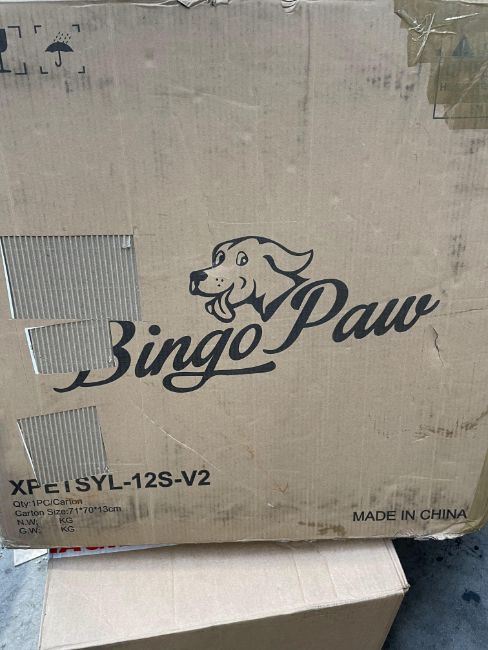 Bingo Paw
XPETSYL-12S-V2
Qty:1PC/Carton
Carton Size:71*70*13cm
N.W: KG
G.W: KG
MADE IN CHINA